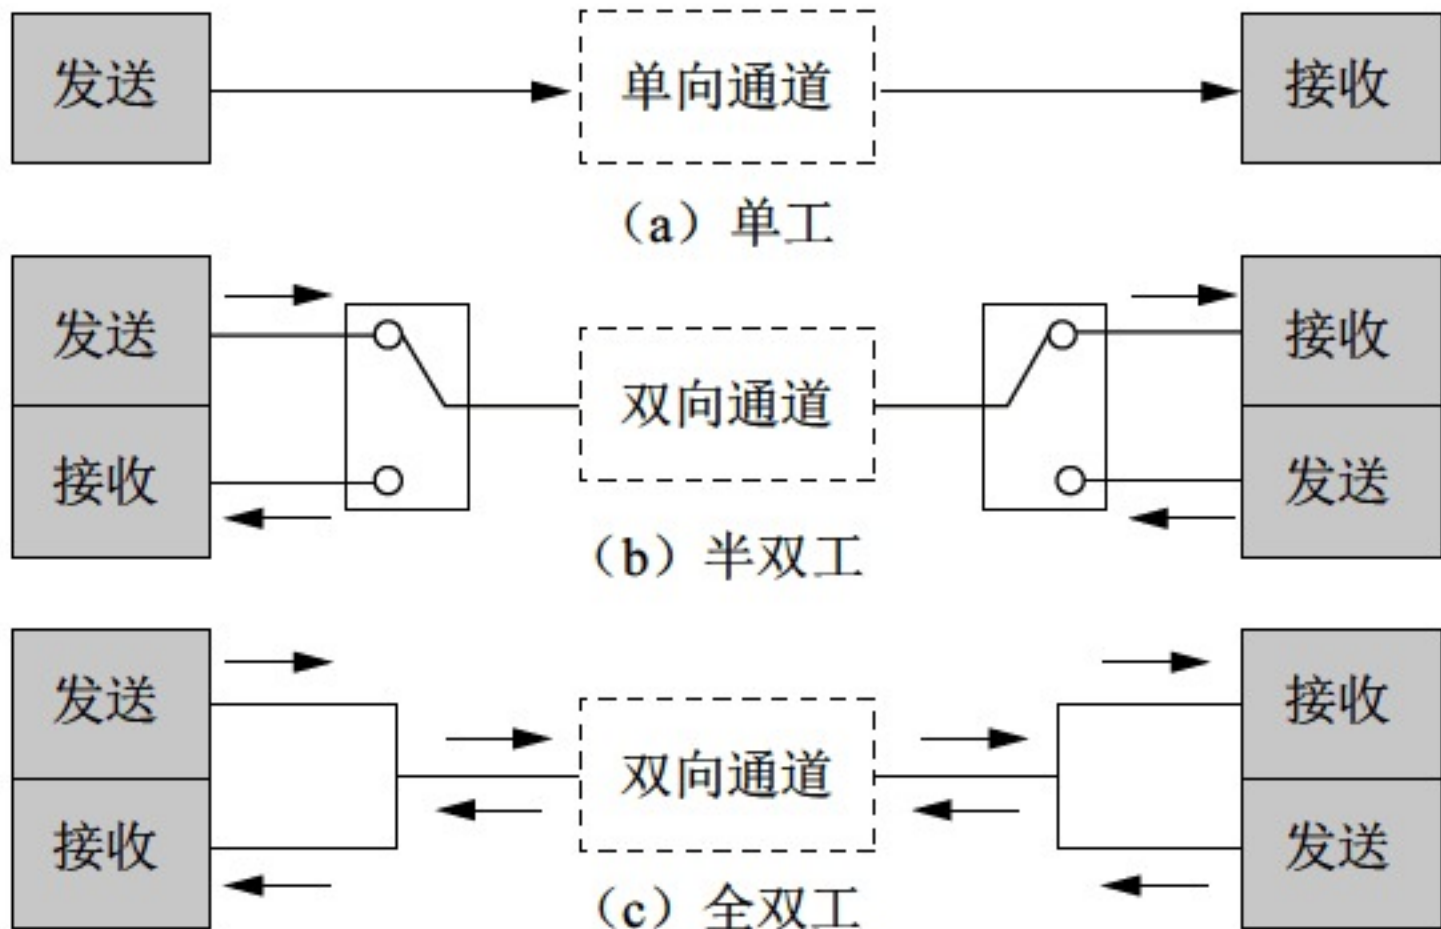 发送 单向通道 接收
（a）单工
发送 接收
双向通道
接收 发送
（b）半双工
发送 接收
双向通道
接收 发送
（c）全双工